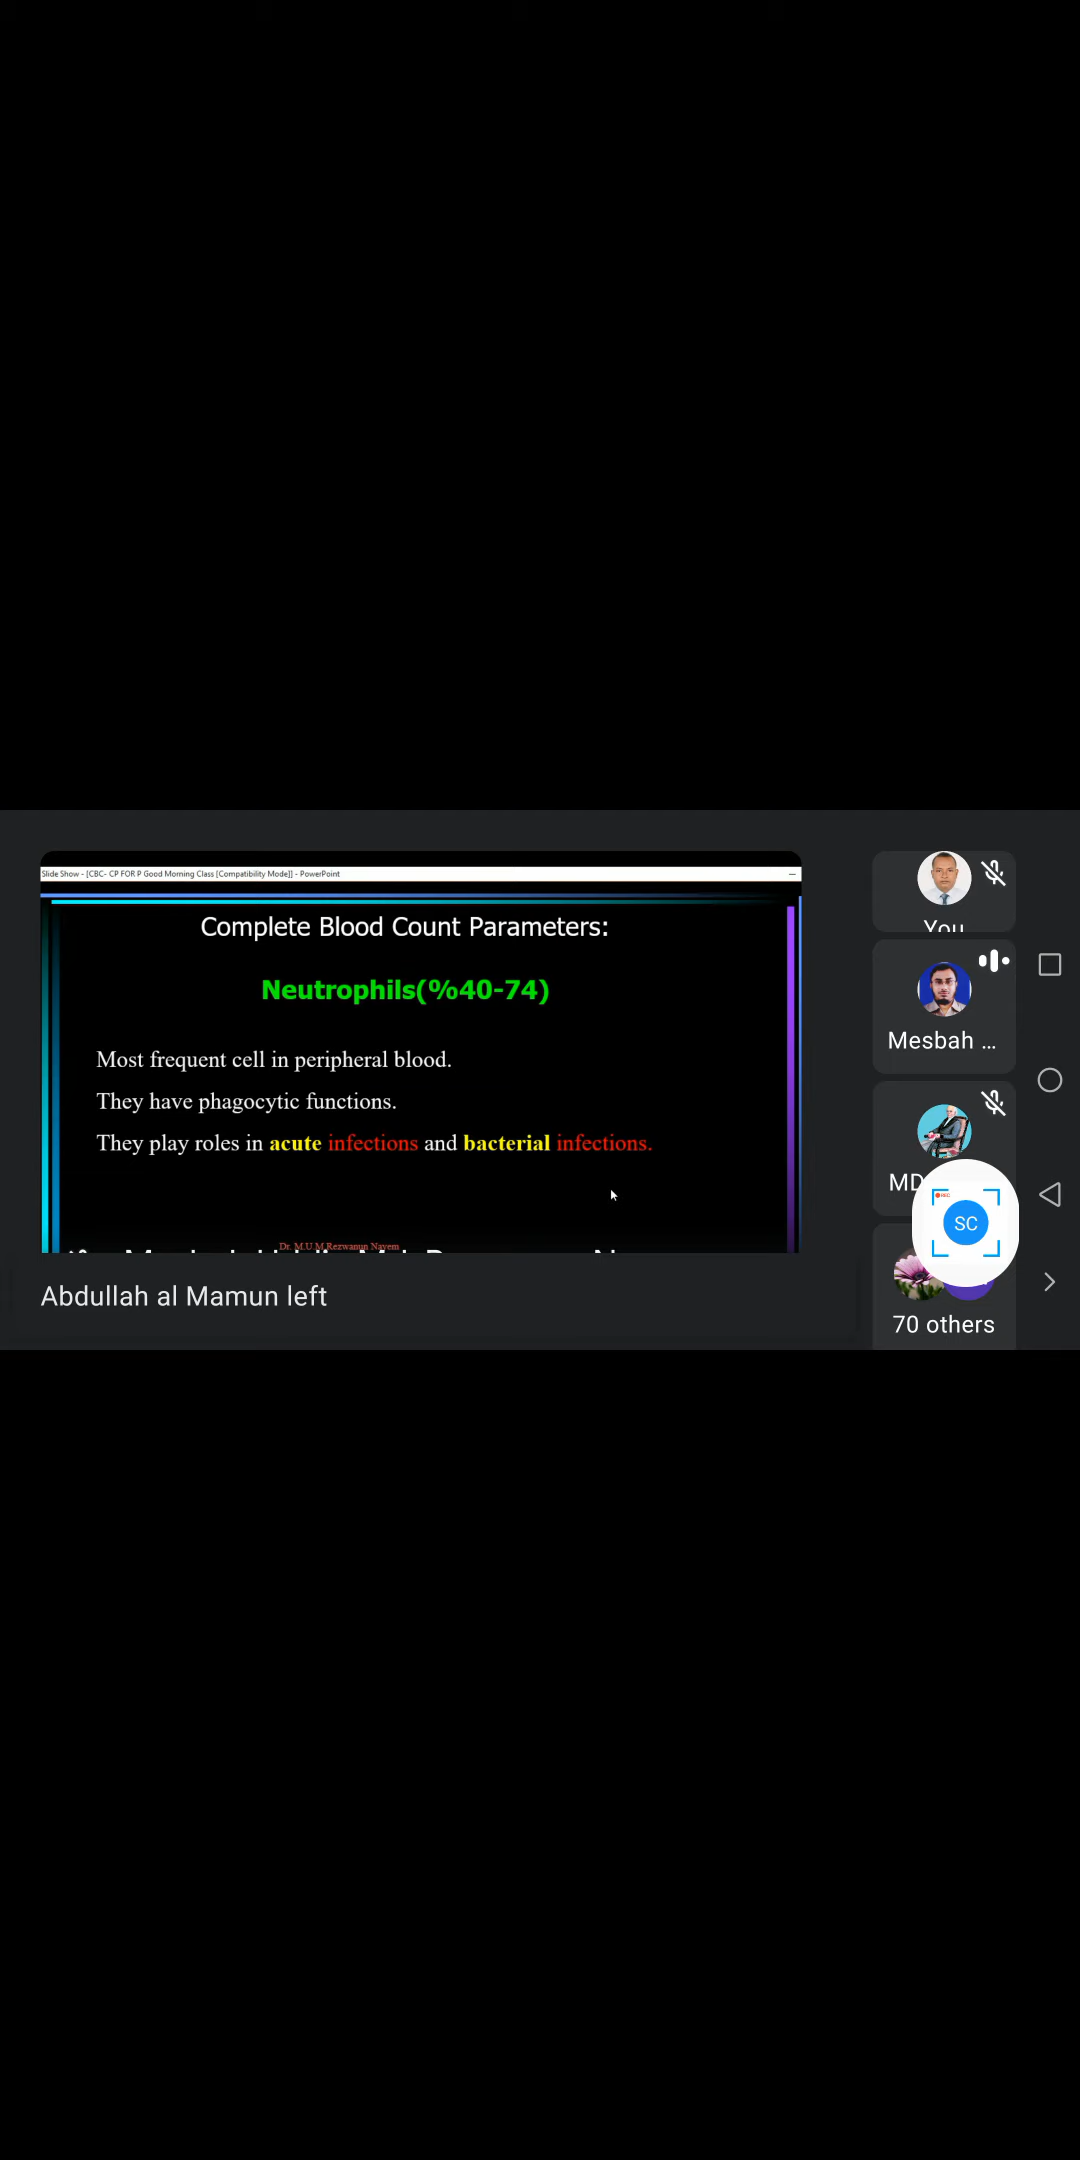 Slide Show - [CBC- CP FOR P Good Morning Class [Compatibility Mode]] - PowerPoint
Complete Blood Count Parameters:
Neutrophils(%40-74)
Most frequent cell in peripheral blood.
They have phagocytic functions.
They play roles in acute infections and bacterial infections.
Dr. M.U.M.Rezwanun Nayem
Abdullah al Mamun left
You
Mesbah ...
MD
REC
SC
70 others